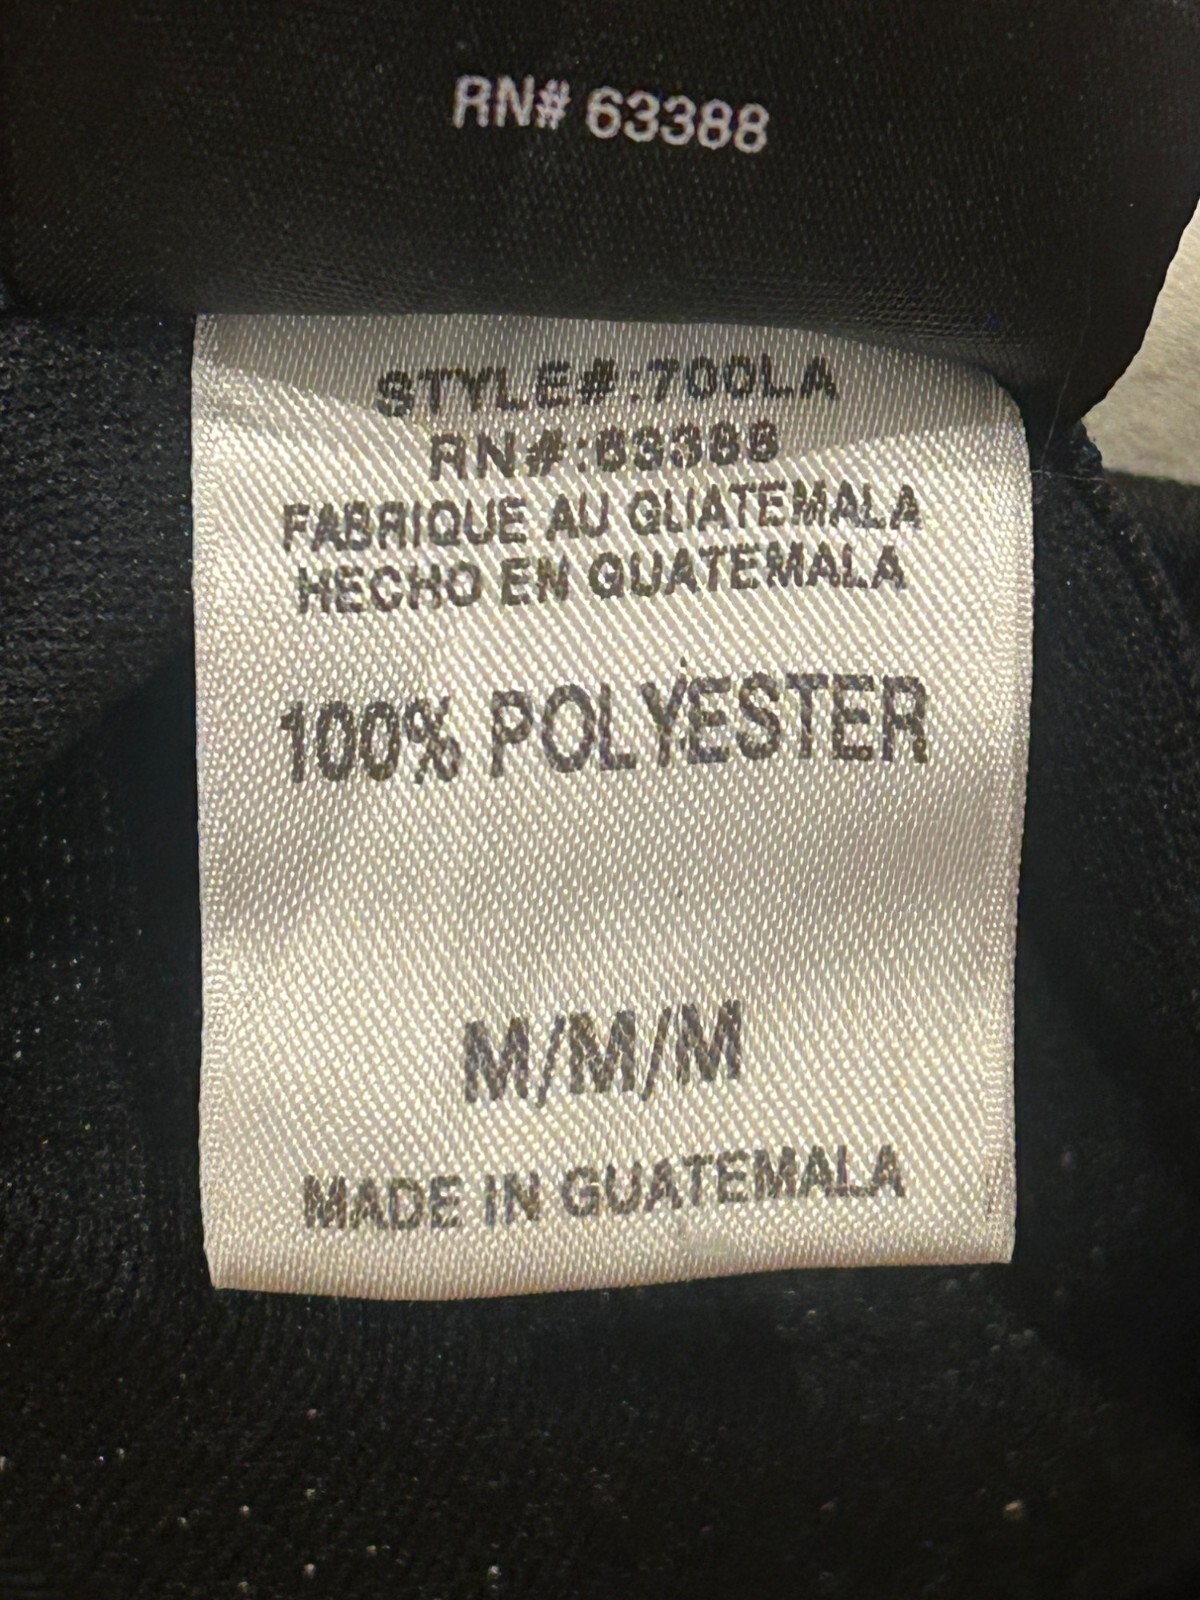 RN# 63388
STYLE#:700LA
RN#:63388
FABRIQUE AU GUATEMALA
HECHO EN GUATEMALA
100% POLYESTER
M/M/M
MADE IN GUATEMALA